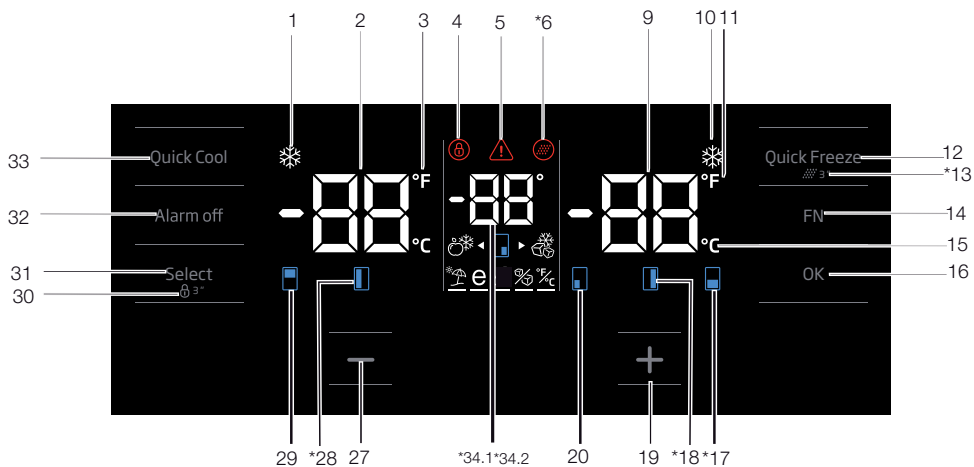 1 2 3 4 5 *6 9 10 11
-88 °F °C
-88 °
-88 °F °C
33 Quick Cool
Quick Freeze 12
3" *13
32 Alarm off
FN 14
15
31 Select
30 3"
OK 16
e °F/°C
29 *28 27 *34.1 *34.2 20 19 *18 *17